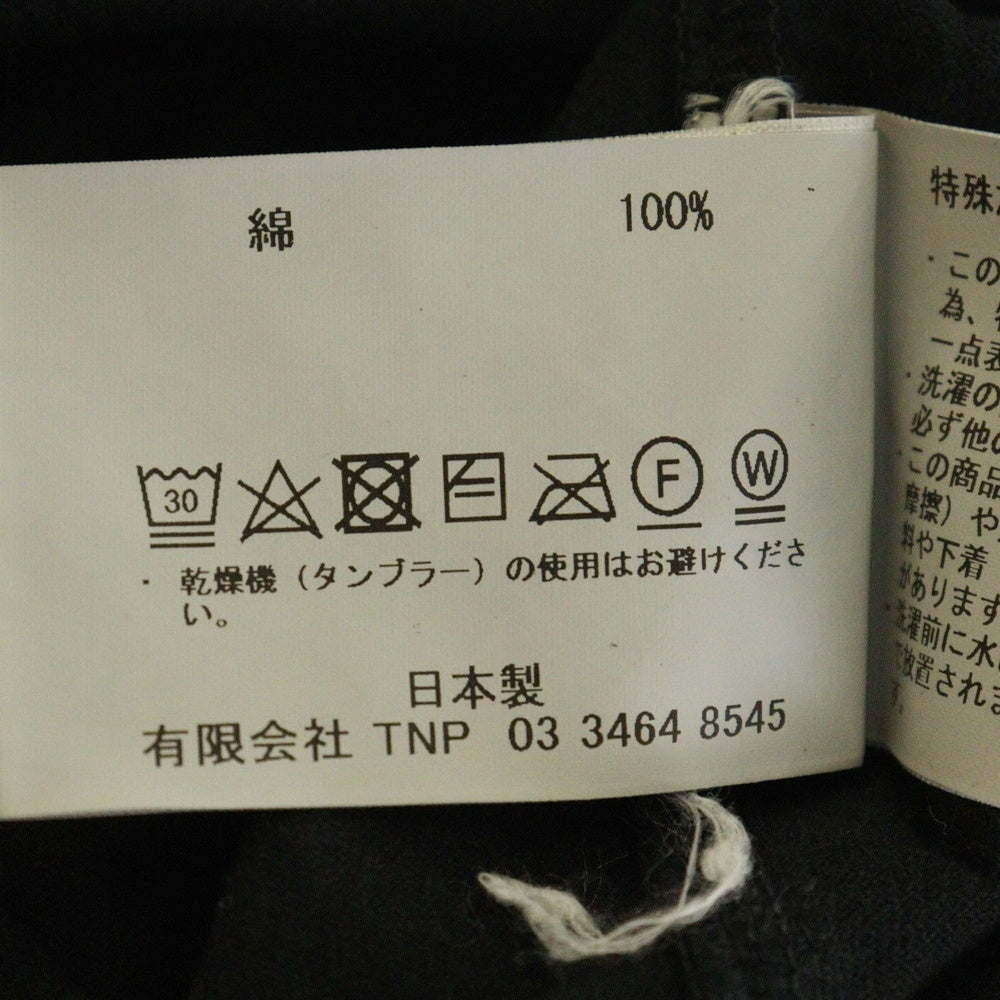 綿 100%
30 F W
・ 乾燥機（タンブラー）の使用はお避けくださ
い。
日本製
有限会社 TNP 03 3464 8545
特殊
・この
為、
一点表
・洗濯の
必ず他の
・この商品
摩擦）や
料や下着
があります
・洗濯前に水
放置されま
す。